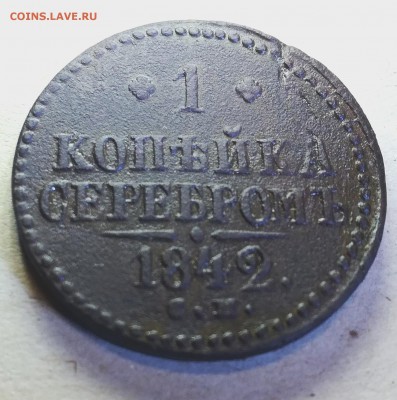 COINS.LAVE.RU
1
КОПѢЙКА
СЕРЕБРОМЪ
1842.